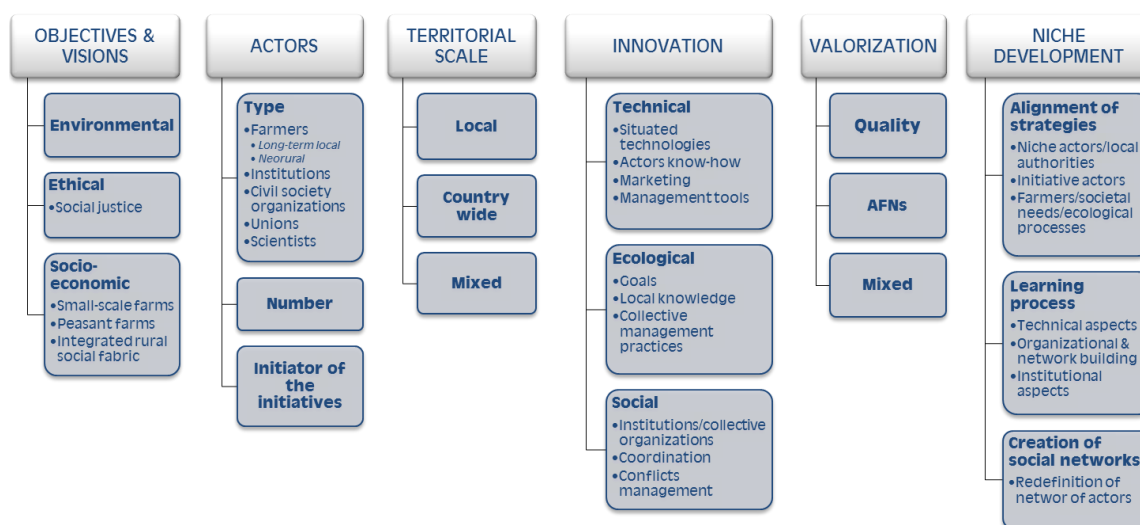 OBJECTIVES &
VISIONS
Environmental
Ethical
•Social justice
Socio-
economic
•Small-scale farms
•Peasant farms
•Integrated rural
social fabric
ACTORS
Type
•Farmers
•Long-term local
•Neorural
•Institutions
•Civil society
organizations
•Unions
•Scientists
Number
Initiator of
the
initiatives
TERRITORIAL
SCALE
Local
Country
wide
Mixed
INNOVATION
Technical
•Situated
technologies
•Actors know-how
•Marketing
•Management tools
Ecological
•Goals
•Local knowledge
•Collective
management
practices
Social
•Institutions/collective
organizations
•Coordination
•Conflicts
management
VALORIZATION
Quality
AFNs
Mixed
NICHE
DEVELOPMENT
Alignment of
strategies
•Niche actors/local
authorities
•Initiative actors
•Farmers/societal
needs/ecological
processes
Learning
process
•Technical aspects
•Organizational &
network building
•Institutional
aspects
Creation of
social networks
•Redefinition of
networ of actors